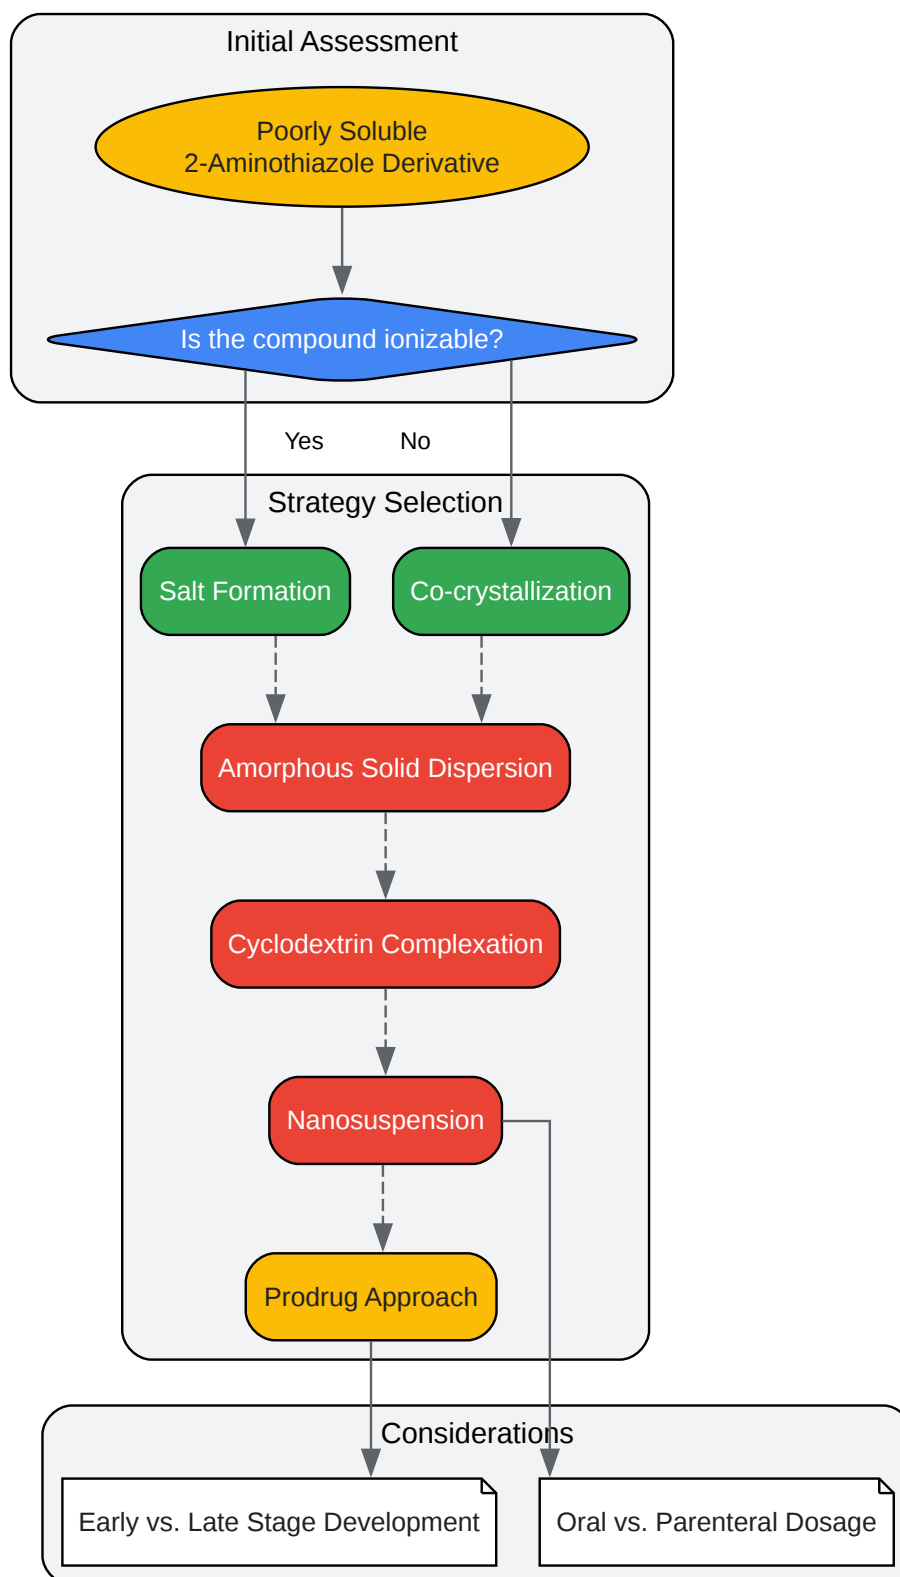 Initial Assessment
Poorly Soluble
2-Aminothiazole Derivative
Is the compound ionizable?
Yes
No
Strategy Selection
Salt Formation
Co-crystallization
Amorphous Solid Dispersion
Cyclodextrin Complexation
Nanosuspension
Prodrug Approach
Considerations
Early vs. Late Stage Development
Oral vs. Parenteral Dosage